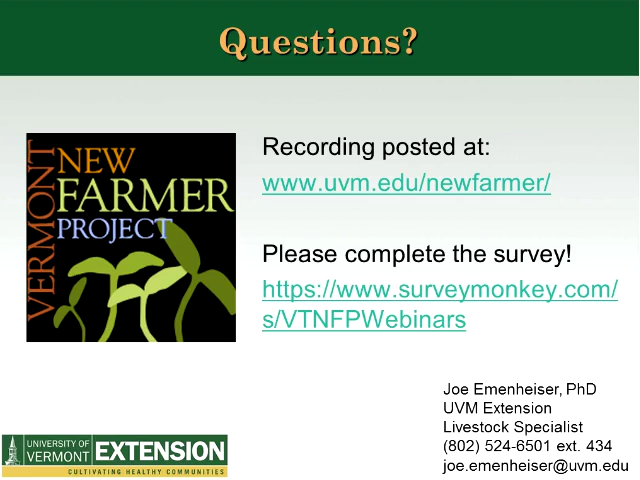 Questions?
VERMONT
NEW
FARMER
PROJECT
Recording posted at:
www.uvm.edu/newfarmer/
Please complete the survey!
https://www.surveymonkey.com/
s/VTNFPWebinars
Joe Emenheiser, PhD
UVM Extension
Livestock Specialist
(802) 524-6501 ext. 434
joe.emenheiser@uvm.edu
UNIVERSITY OF
VERMONT
EXTENSION
CULTIVATING HEALTHY COMMUNITIES